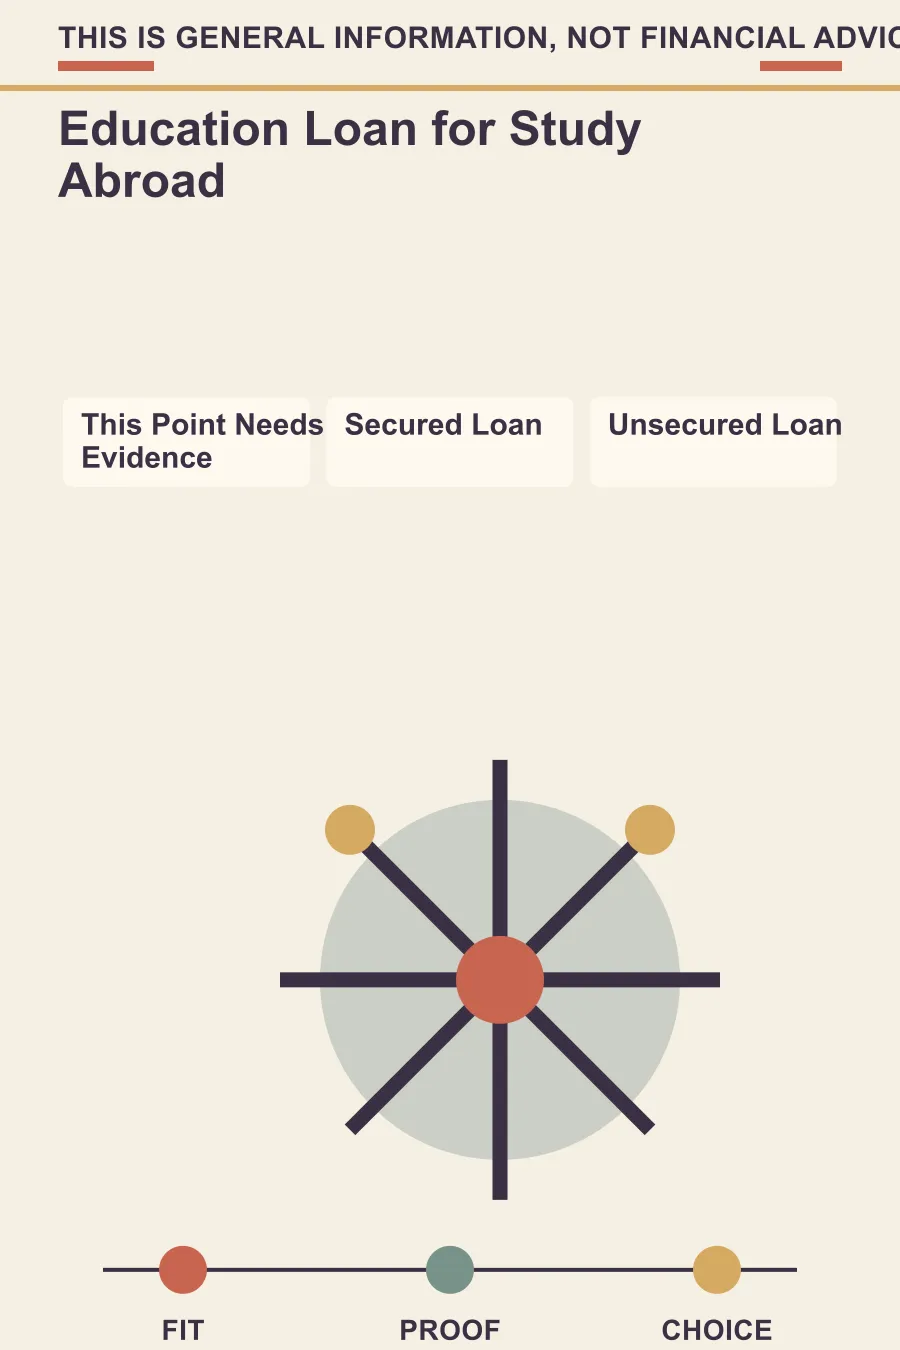 THIS IS GENERAL INFORMATION, NOT FINANCIAL
Education Loan for Study
Abroad
This Point Needs
Evidence
Secured Loan
Unsecured Loan
FIT
PROOF
CHOICE